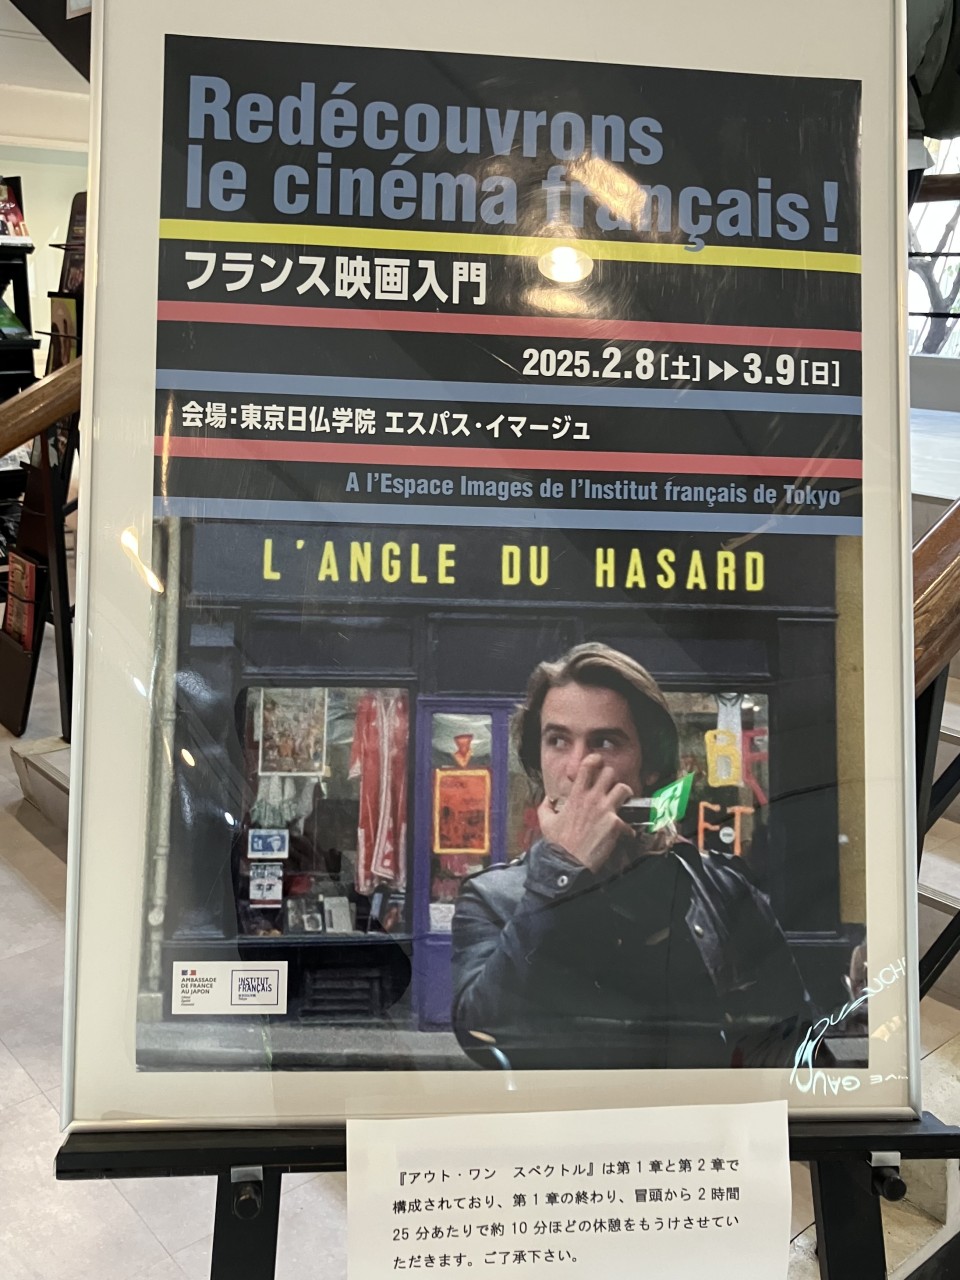 Redécouvrons
le cinéma français!
フランス映画入門
2025.2.8[土]▶▶3.9[日]
会場:東京日仏学院 エスパス・イマージュ
A l'Espace Images de l'Institut français de Tokyo
L'ANGLE DU HASARD
AMBASSADE
DE FRANCE
AU JAPON
INSTITUT
FRANÇAIS
『アウト・ワン　スペクトル』は第1章と第2章で
構成されており、第1章の終わり、冒頭から2時間
25分あたりで約10分ほどの休憩をもうけさせてい
ただきます。ご了承下さい。